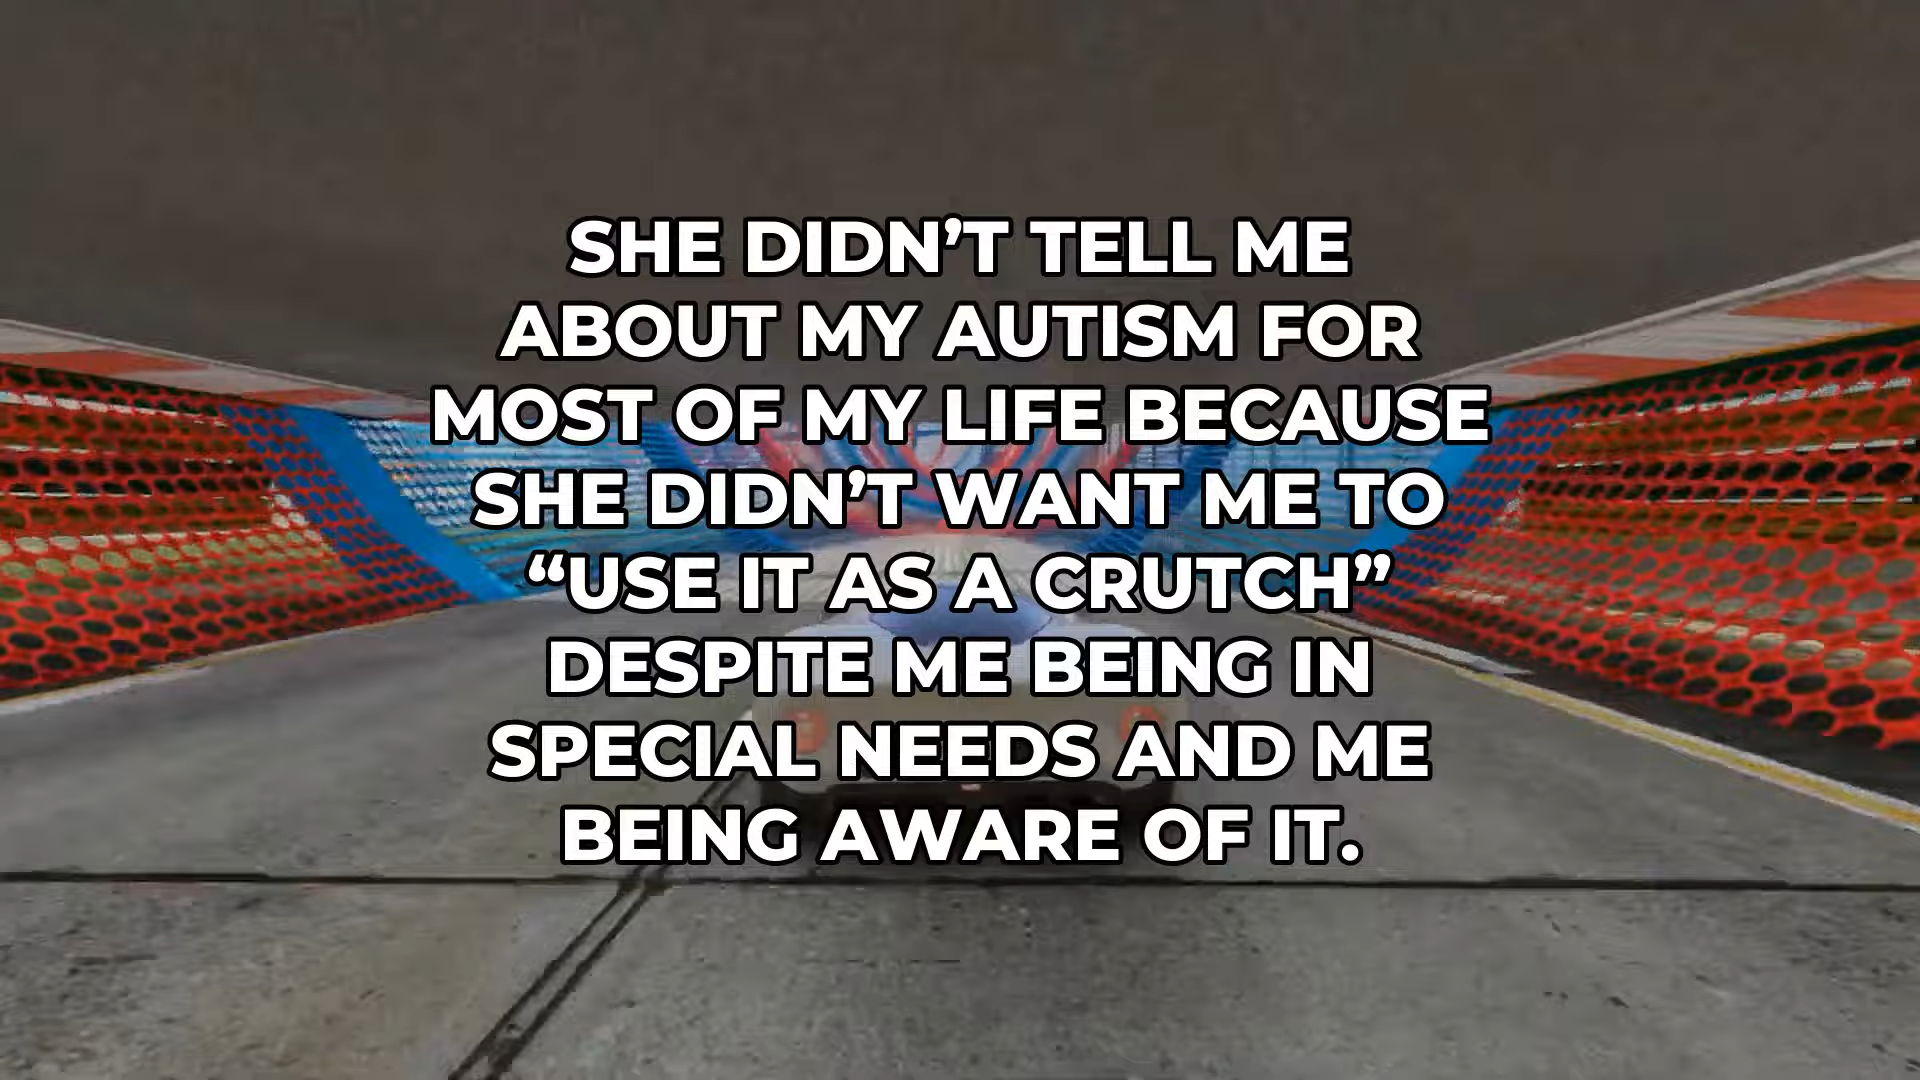 SHE DIDN’T TELL ME
ABOUT MY AUTISM FOR
MOST OF MY LIFE BECAUSE
SHE DIDN’T WANT ME TO
“USE IT AS A CRUTCH”
DESPITE ME BEING IN
SPECIAL NEEDS AND ME
BEING AWARE OF IT.